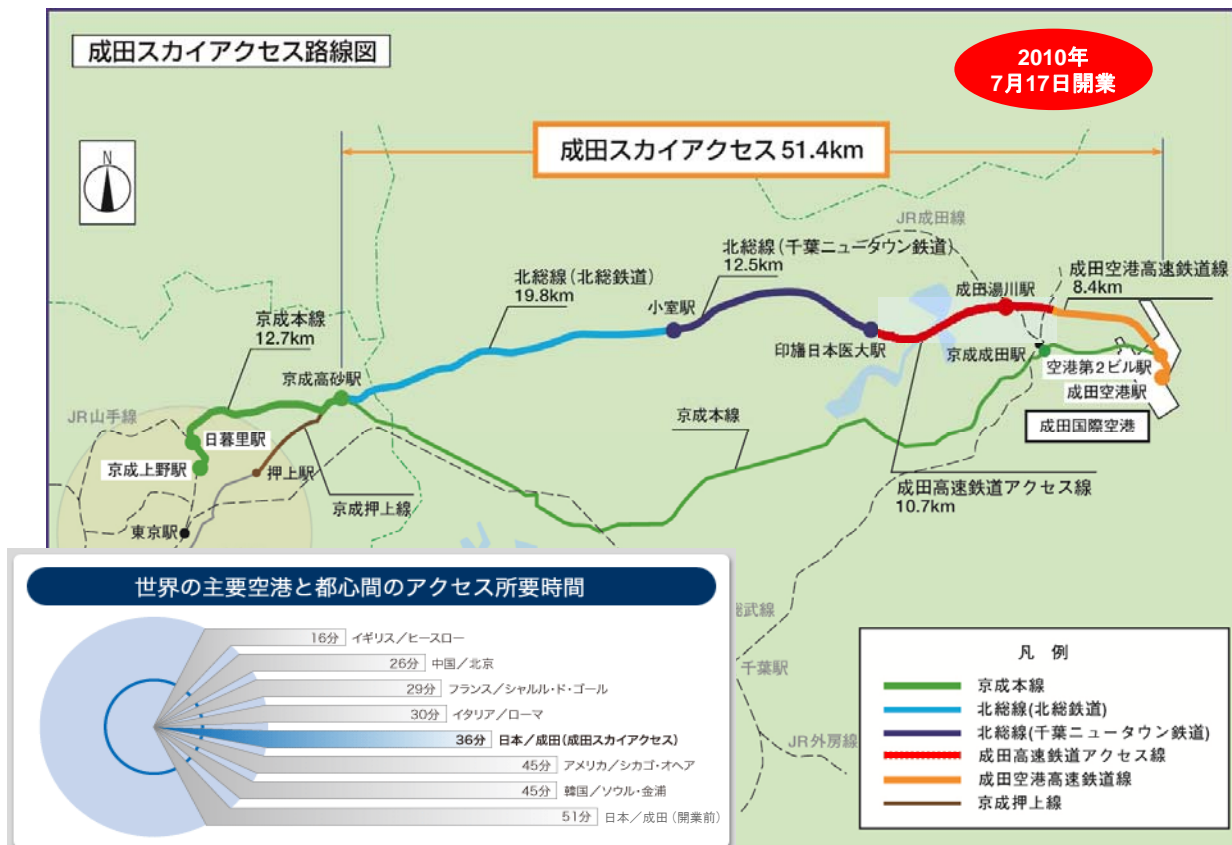 成田スカイアクセス路線図
2010年
7月17日開業
N
成田スカイアクセス51.4km
JR成田線
北総線(千葉ニュータウン鉄道)
12.5km
成田空港高速鉄道線
8.4km
北総線(北総鉄道)
19.8km
成田湯川駅
小室駅
京成本線
12.7km
印旛日本医大駅
京成成田駅
空港第2ビル駅
京成高砂駅
成田空港駅
JR山手線
京成本線
成田国際空港
日暮里駅
京成上野駅
押上駅
成田高速鉄道アクセス線
10.7km
京成押上線
東京駅
世界の主要空港と都心間のアクセス所要時間
16分 イギリス/ヒースロー
26分 中国/北京
29分 フランス/シャルル・ド・ゴール
30分 イタリア/ローマ
36分 日本/成田(成田スカイアクセス)
45分 アメリカ/シカゴ・オヘア
45分 韓国/ソウル・金浦
51分 日本/成田(開業前)
総武線
千葉駅
JR外房線
凡 例
京成本線
北総線(北総鉄道)
北総線(千葉ニュータウン鉄道)
成田高速鉄道アクセス線
成田空港高速鉄道線
京成押上線